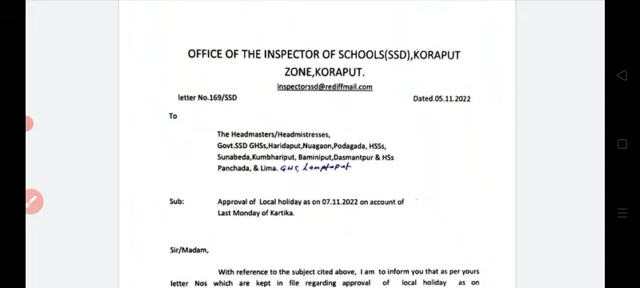 OFFICE OF THE INSPECTOR OF SCHOOLS(SSD),KORAPUT
ZONE,KORAPUT.
inspectorssd@rediffmail.com
letter No.169/SSD Dated.05.11.2022
To
The Headmasters/Headmistresses,
Govt.SSD GHSs,Haridaput,Nuagaon,Podagada, HSSs,
Sunabeda,Kumbhariput, Baminiput,Dasmantpur & HSs
Panchada, & Lima. GHS Lamptaput
Sub: Approval of Local holiday as on 07.11.2022 on account of
Last Monday of Kartika.
Sir/Madam,
With reference to the subject cited above, I am to inform you that as per yours
letter Nos which are kept in file regarding approval of local holiday as on